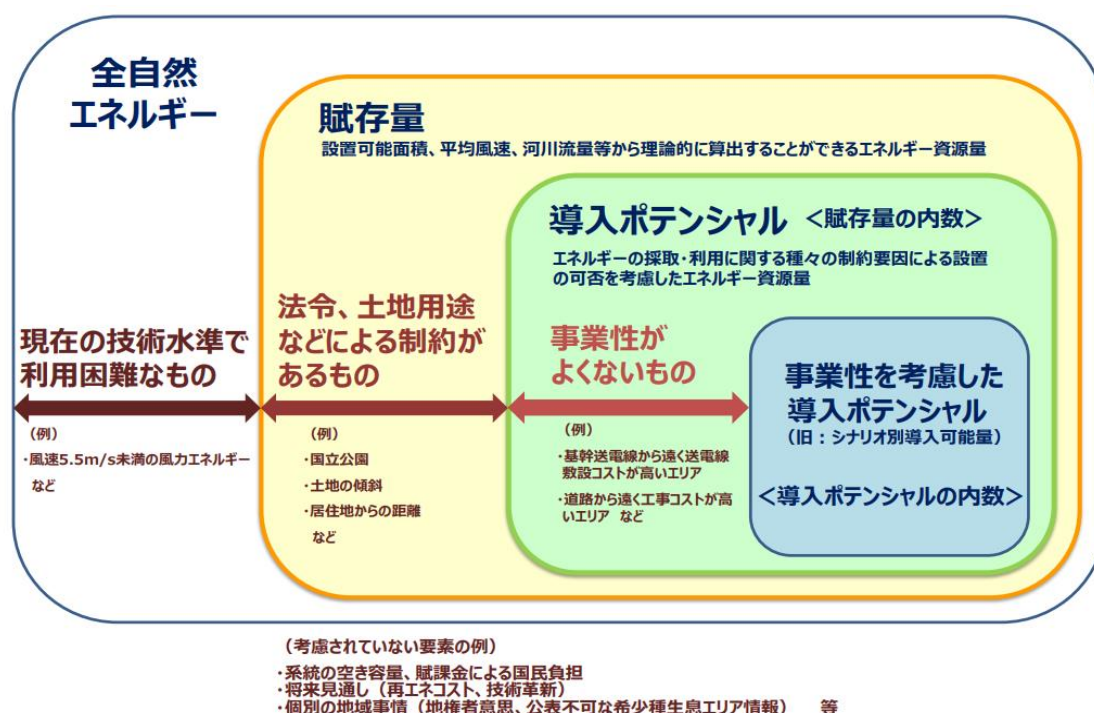 全自然
エネルギー
賦存量
設置可能面積、平均風速、河川流量等から理論的に算出することができるエネルギー資源量
導入ポテンシャル <賦存量の内数>
エネルギーの採取・利用に関する種々の制約要因による設置
の可否を考慮したエネルギー資源量
現在の技術水準で
利用困難なもの
(例)
・風速5.5m/s未満の風力エネルギー
など
法令、土地用途
などによる制約が
あるもの
(例)
・国立公園
・土地の傾斜
・居住地からの距離
など
事業性が
よくないもの
(例)
・基幹送電線から遠く送電線
敷設コストが高いエリア
・道路から遠く工事コストが高
いエリア など
事業性を考慮した
導入ポテンシャル
(旧:シナリオ別導入可能量)
<導入ポテンシャルの内数>
(考慮されていない要素の例)
・系統の空き容量、賦課金による国民負担
・将来見通し(再エネコスト、技術革新)
・個別の地域事情(地権者意思、公表不可な希少種生息エリア情報) 等